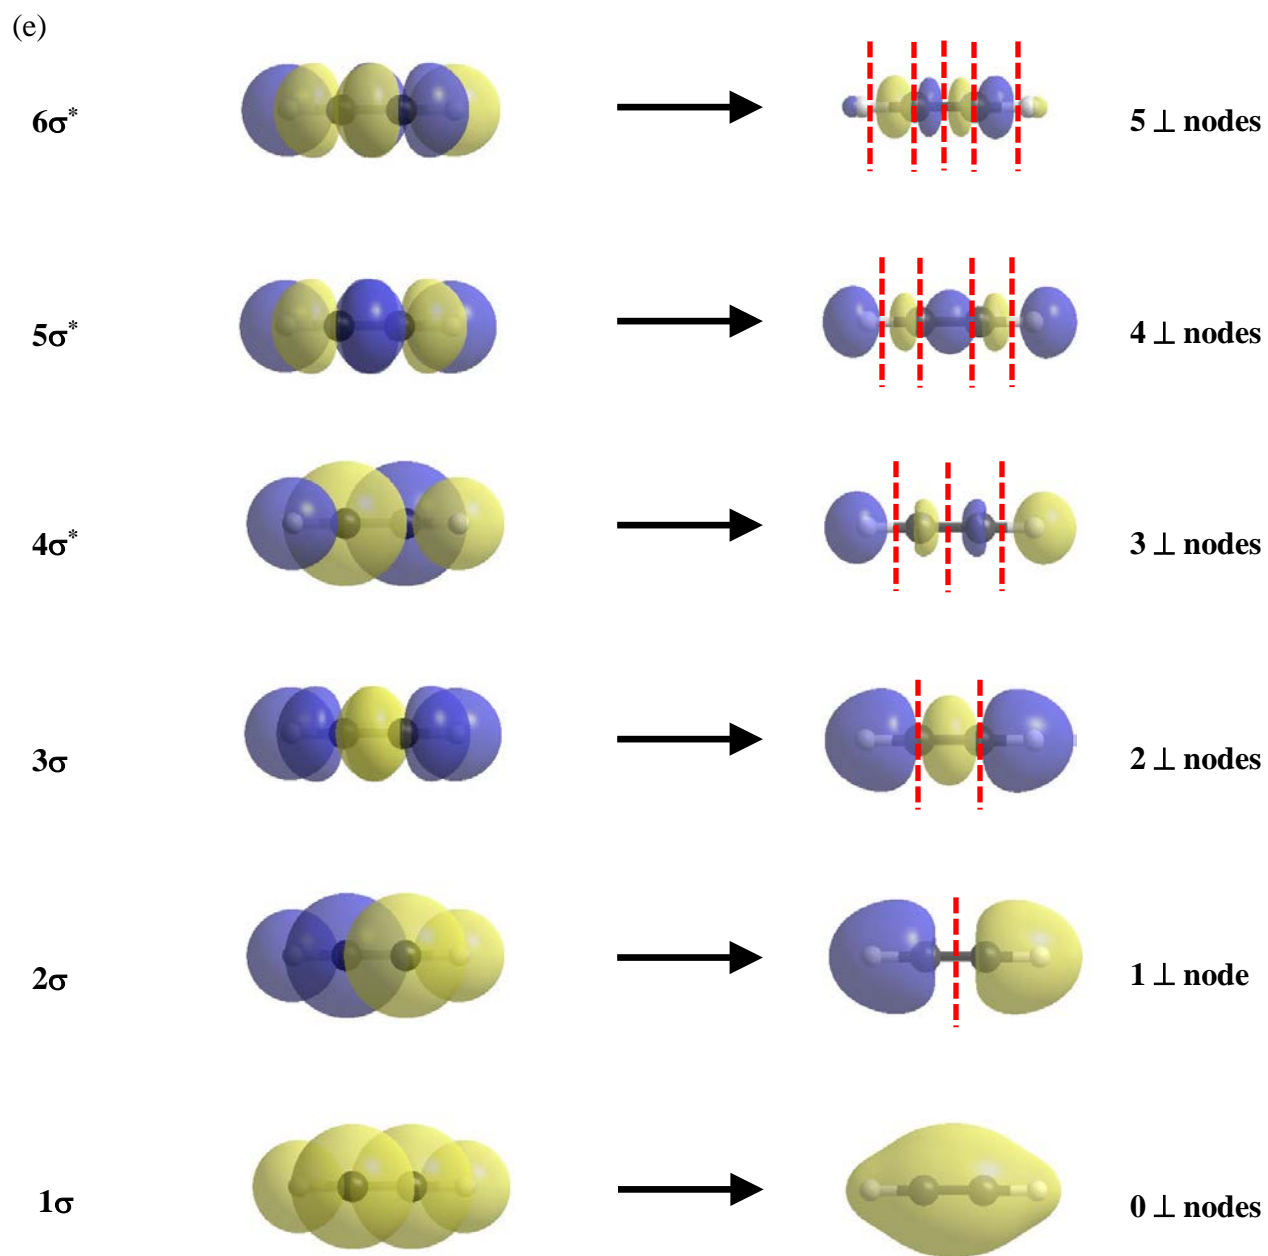 (e)
6σ*
5 ⊥ nodes
5σ*
4 ⊥ nodes
4σ*
3 ⊥ nodes
3σ
2 ⊥ nodes
2σ
1 ⊥ node
1σ
0 ⊥ nodes